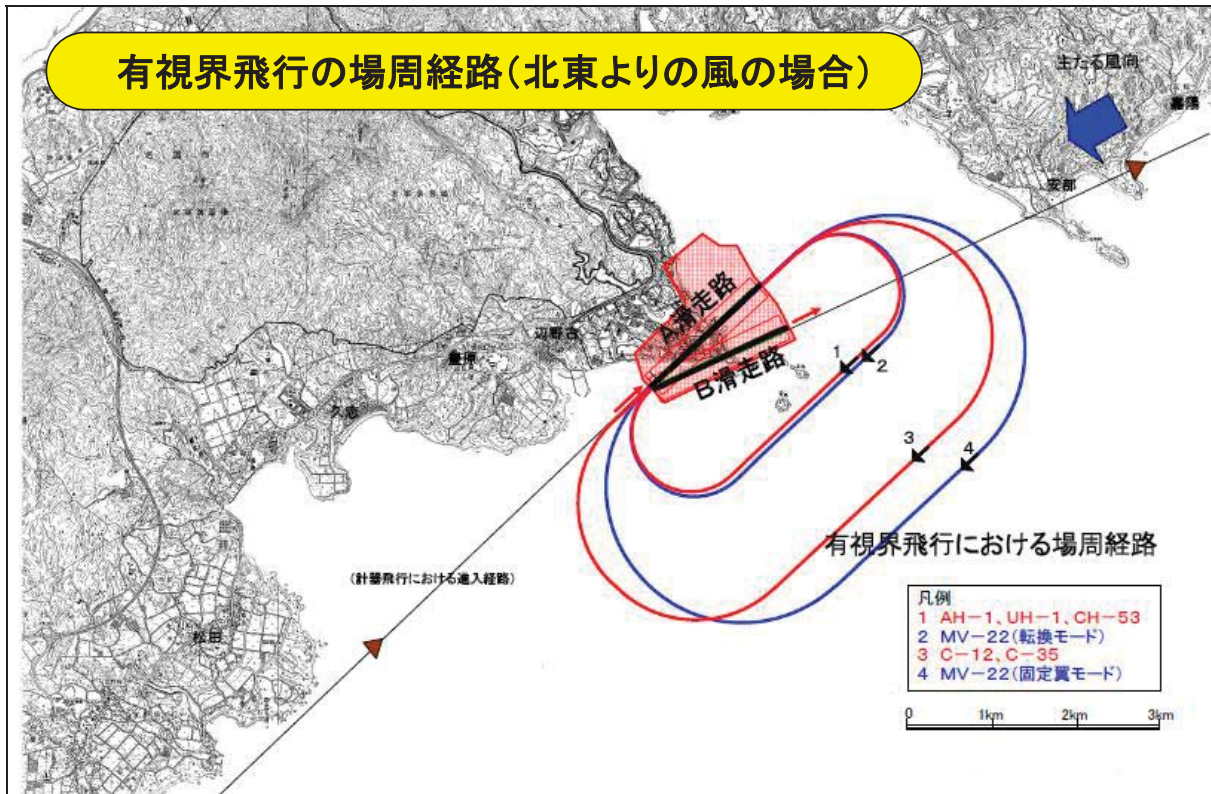 有視界飛行の場周経路(北東よりの風の場合)
主たる風向
嘉陽
安部
A滑走路
辺野古
豊原
B滑走路
久志
1
2
3
4
有視界飛行における場周経路
(計器飛行における進入経路)
松田
凡例
1 AH-1、UH-1、CH-53
2 MV-22(転換モード)
3 C-12、C-35
4 MV-22(固定翼モード)
0 1km 2km 3km